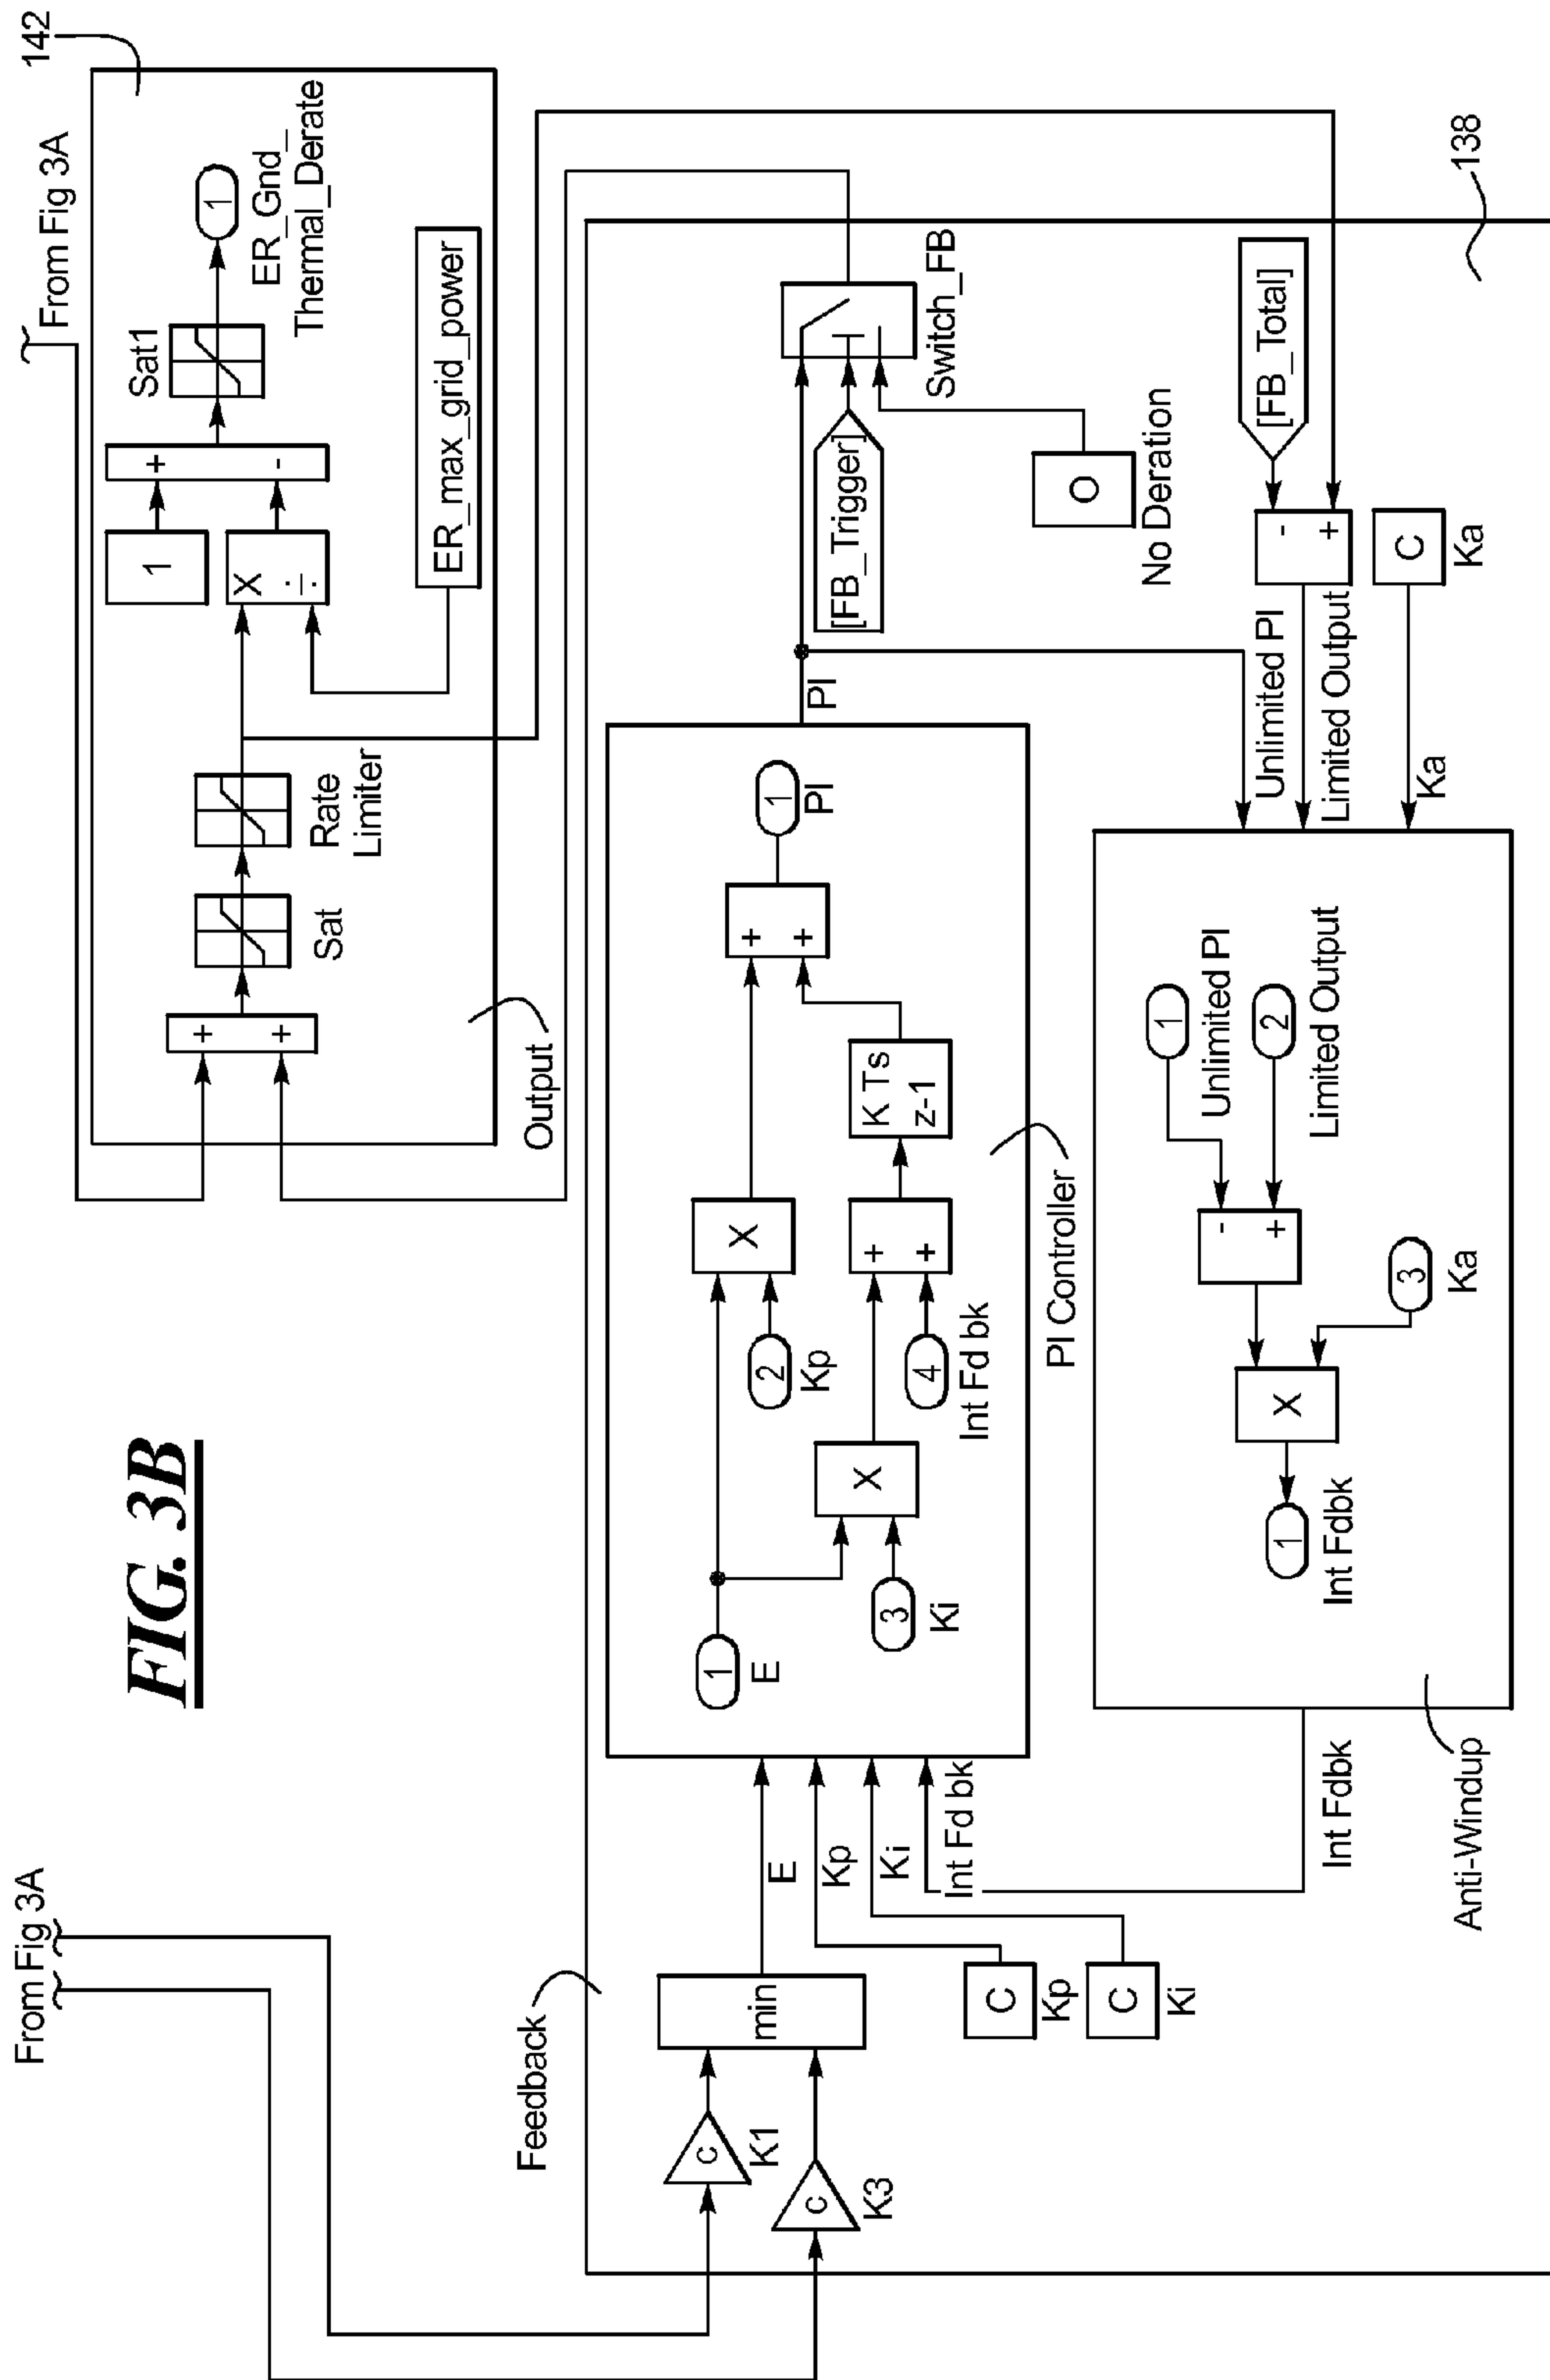 FIG. 3B
From Fig 3A
From Fig 3A
142
+
+
Sat
Rate
Limiter
1
X
÷
+
-
Sat1
1
ER_Gnd_
Thermal_Derate
ER_max_grid_power
Output
Feedback
c
K1
c
K3
min
C
Kp
C
Ki
E
Kp
Ki
Int Fd bk
1
E
3
Ki
X
2
Kp
X
4
Int Fd bk
+
+
K Ts
z-1
+
+
1
PI
PI Controller
PI
[FB_Trigger]
Switch_FB
O
No Deration
138
Unlimited PI
Limited Output
Ka
-
+
[FB_Total]
C
Ka
1
Unlimited PI
2
Limited Output
3
Ka
-
+
X
1
Int Fdbk
Int Fdbk
Anti-Windup